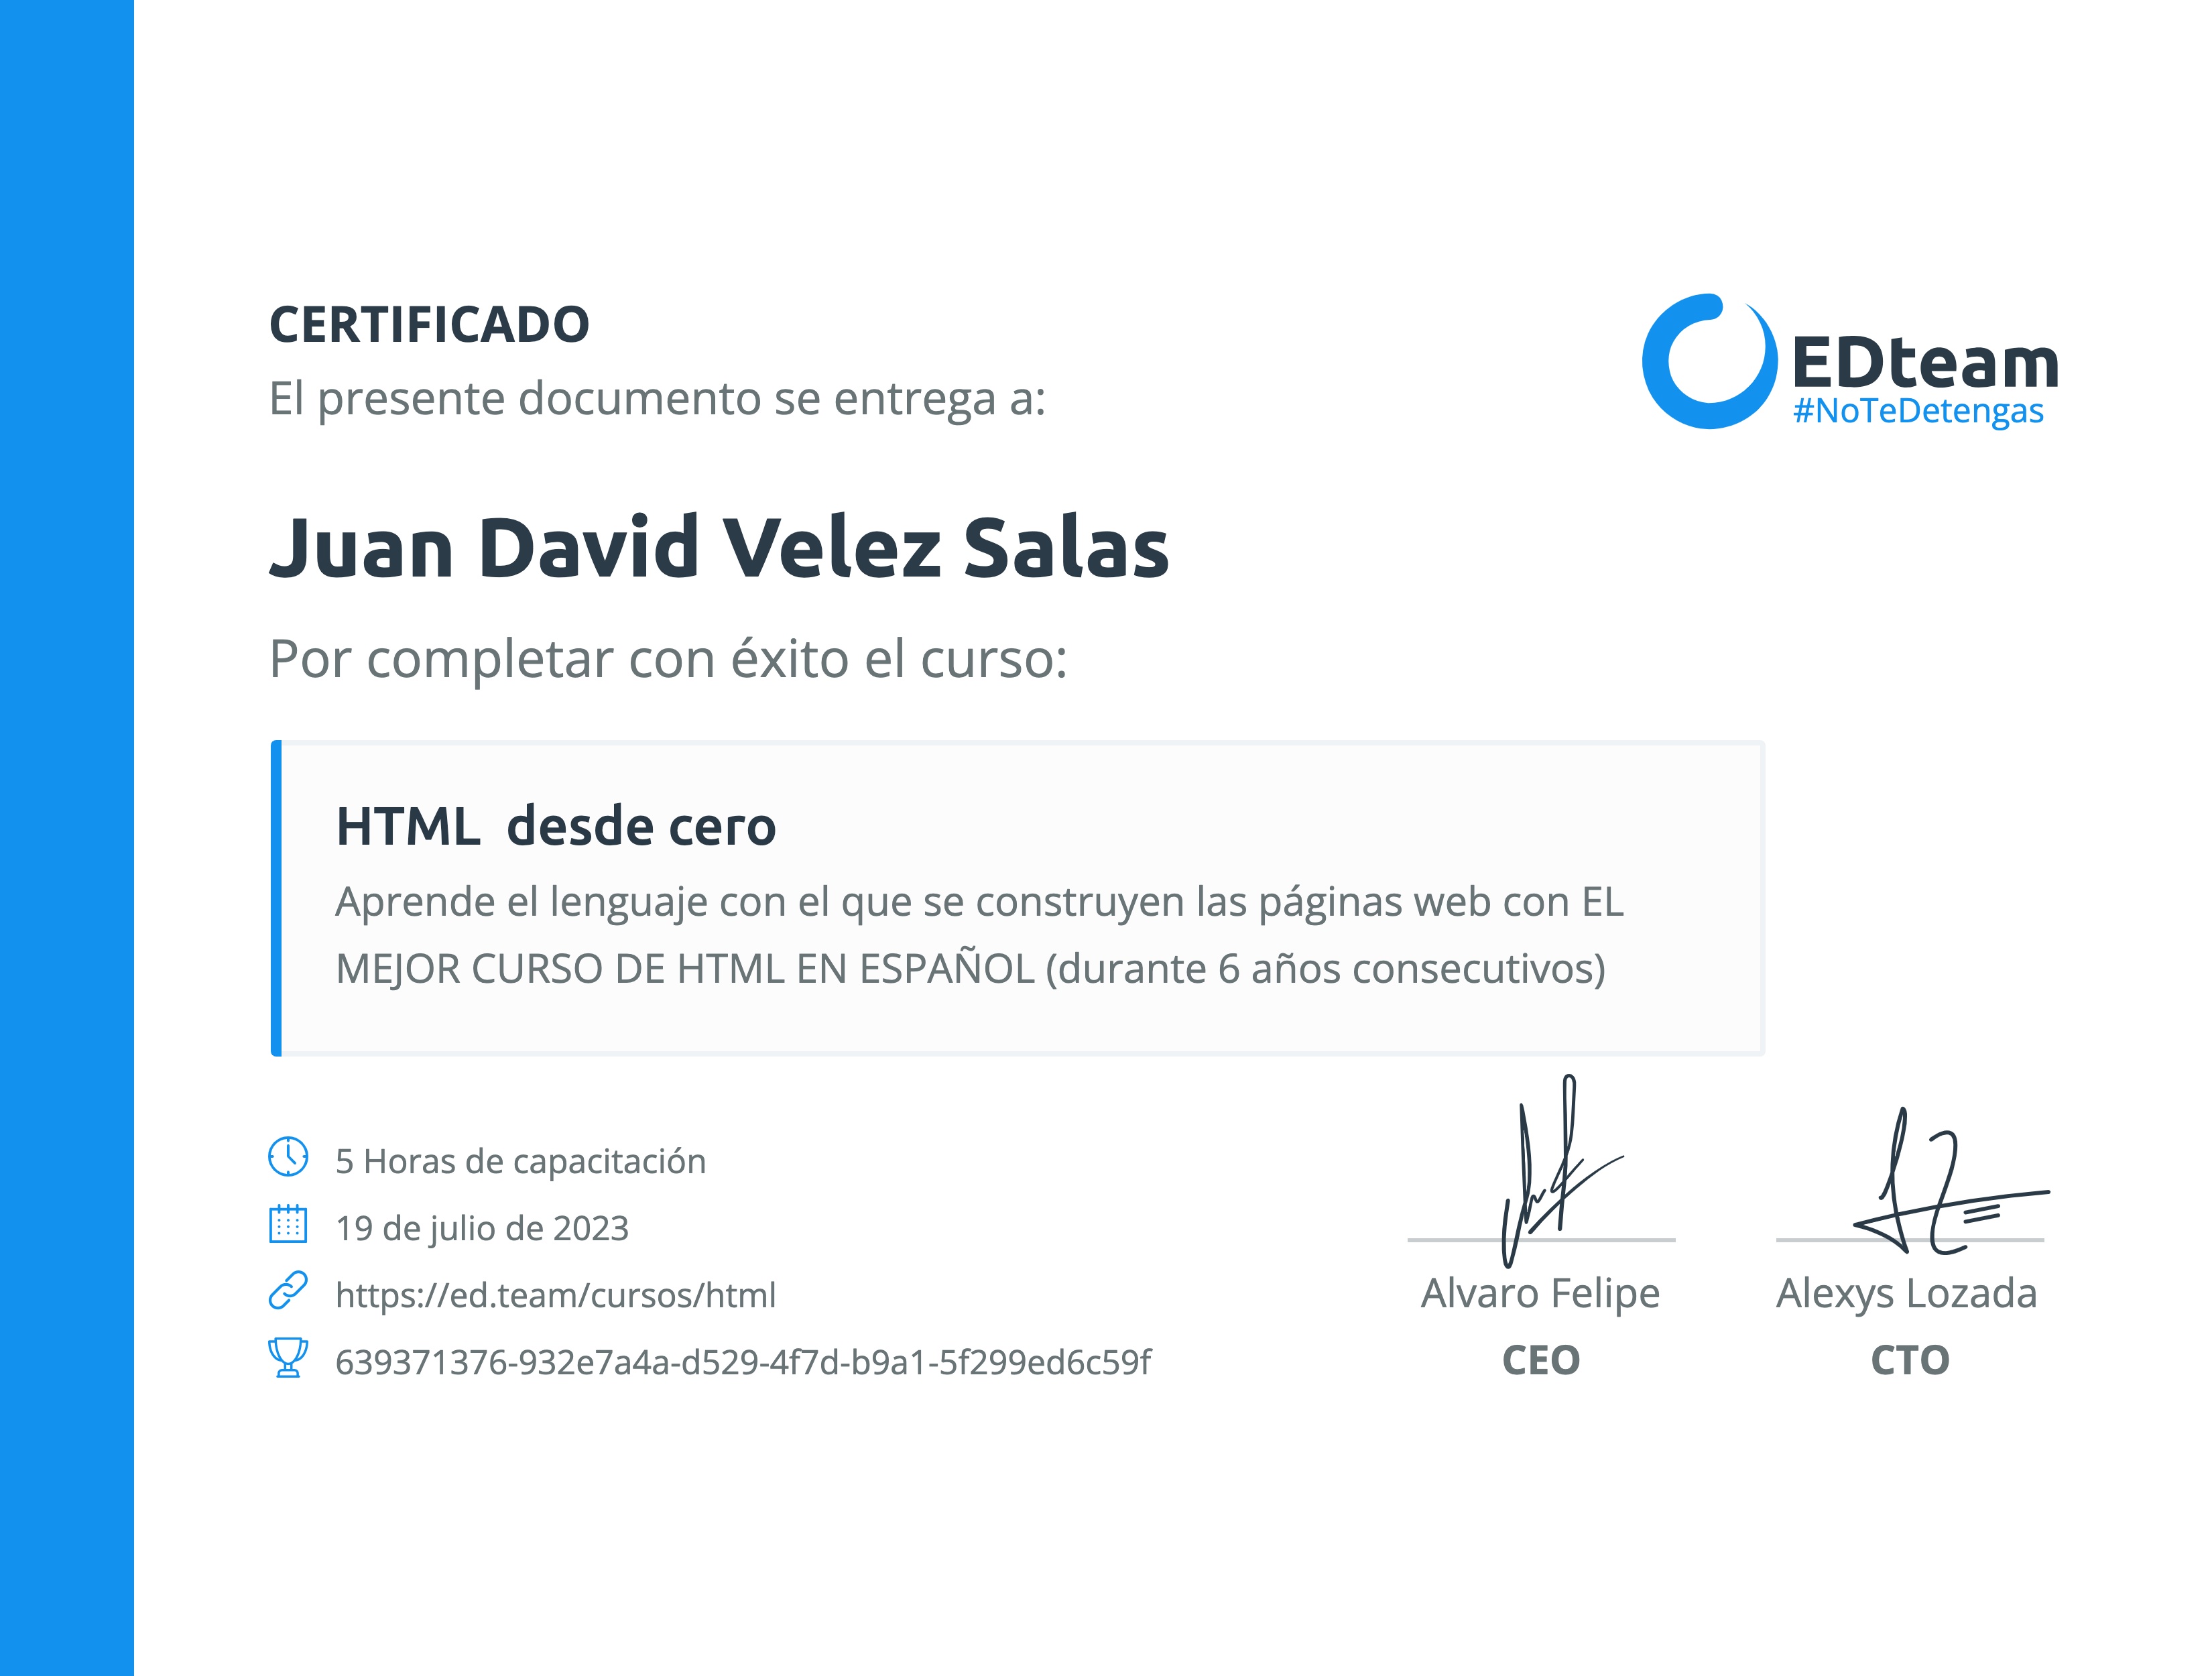 CERTIFICADO
El presente documento se entrega a:
EDteam
#NoTeDetengas
Juan David Velez Salas
Por completar con éxito el curso:
HTML desde cero
Aprende el lenguaje con el que se construyen las páginas web con EL
MEJOR CURSO DE HTML EN ESPAÑOL (durante 6 años consecutivos)
5 Horas de capacitación
19 de julio de 2023
https://ed.team/cursos/html
639371376-932e7a4a-d529-4f7d-b9a1-5f299ed6c59f
Alvaro Felipe
CEO
Alexys Lozada
CTO